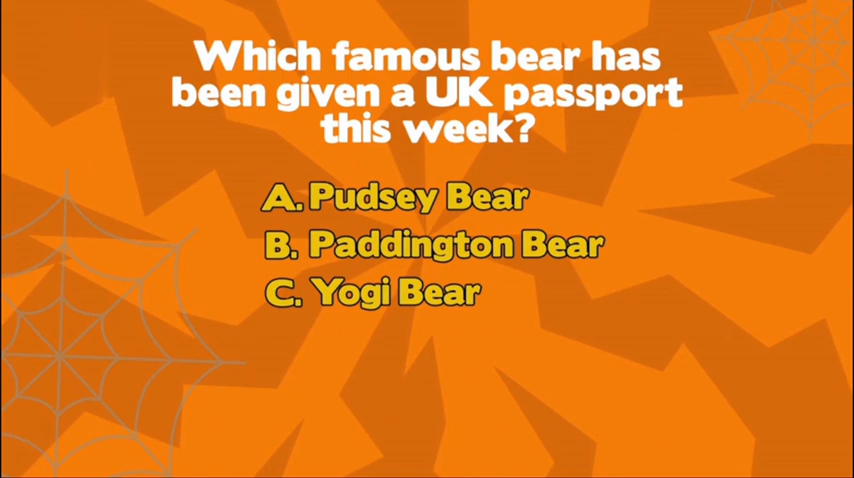 Which famous bear has
been given a UK passport
this week?
A. Pudsey Bear
B. Paddington Bear
C. Yogi Bear